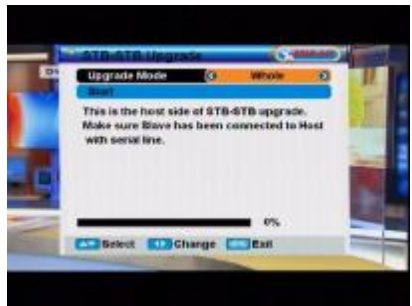 STB-STB Upgrade
Upgrade Mode Whole
Start
This is the host side of STB-STB upgrade.
Make sure Slave has been connected to Host
with serial line.
0%
Select Change Exit